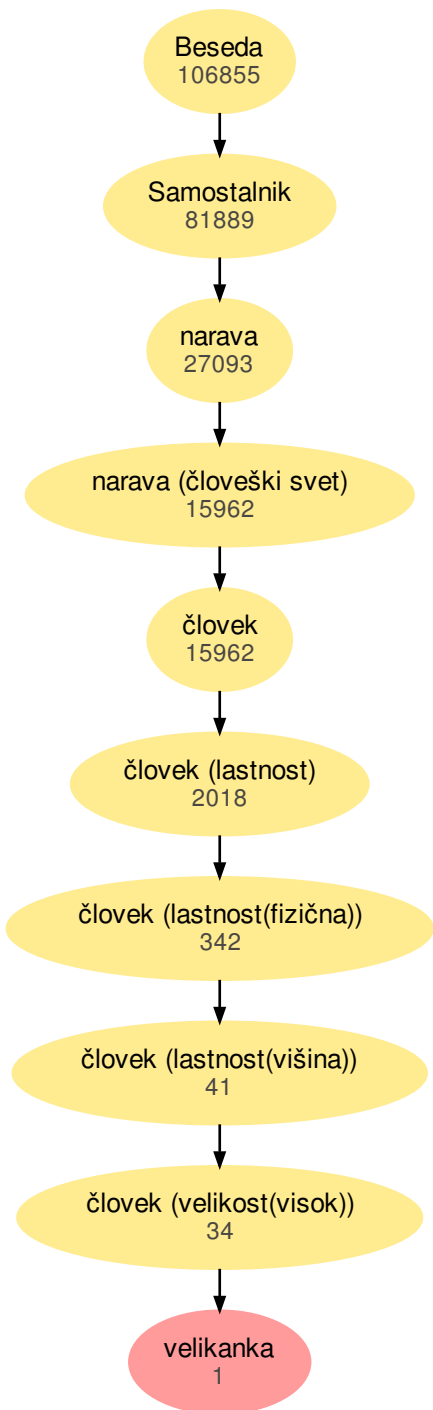 Beseda
106855
Samostalnik
81889
narava
27093
narava (človeški svet)
15962
človek
15962
človek (lastnost)
2018
človek (lastnost(fizična))
342
človek (lastnost(višina))
41
človek (velikost(visok))
34
velikanka
1